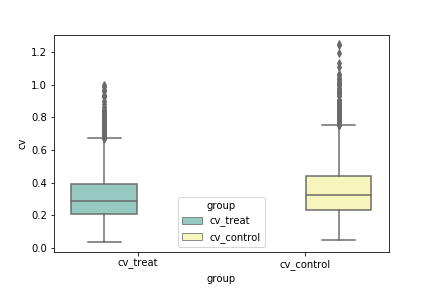 1.2
1.0
0.8
0.6
0.4
0.2
0.0
cv
group
cv_treat
cv_control
cv_treat
cv_control
group